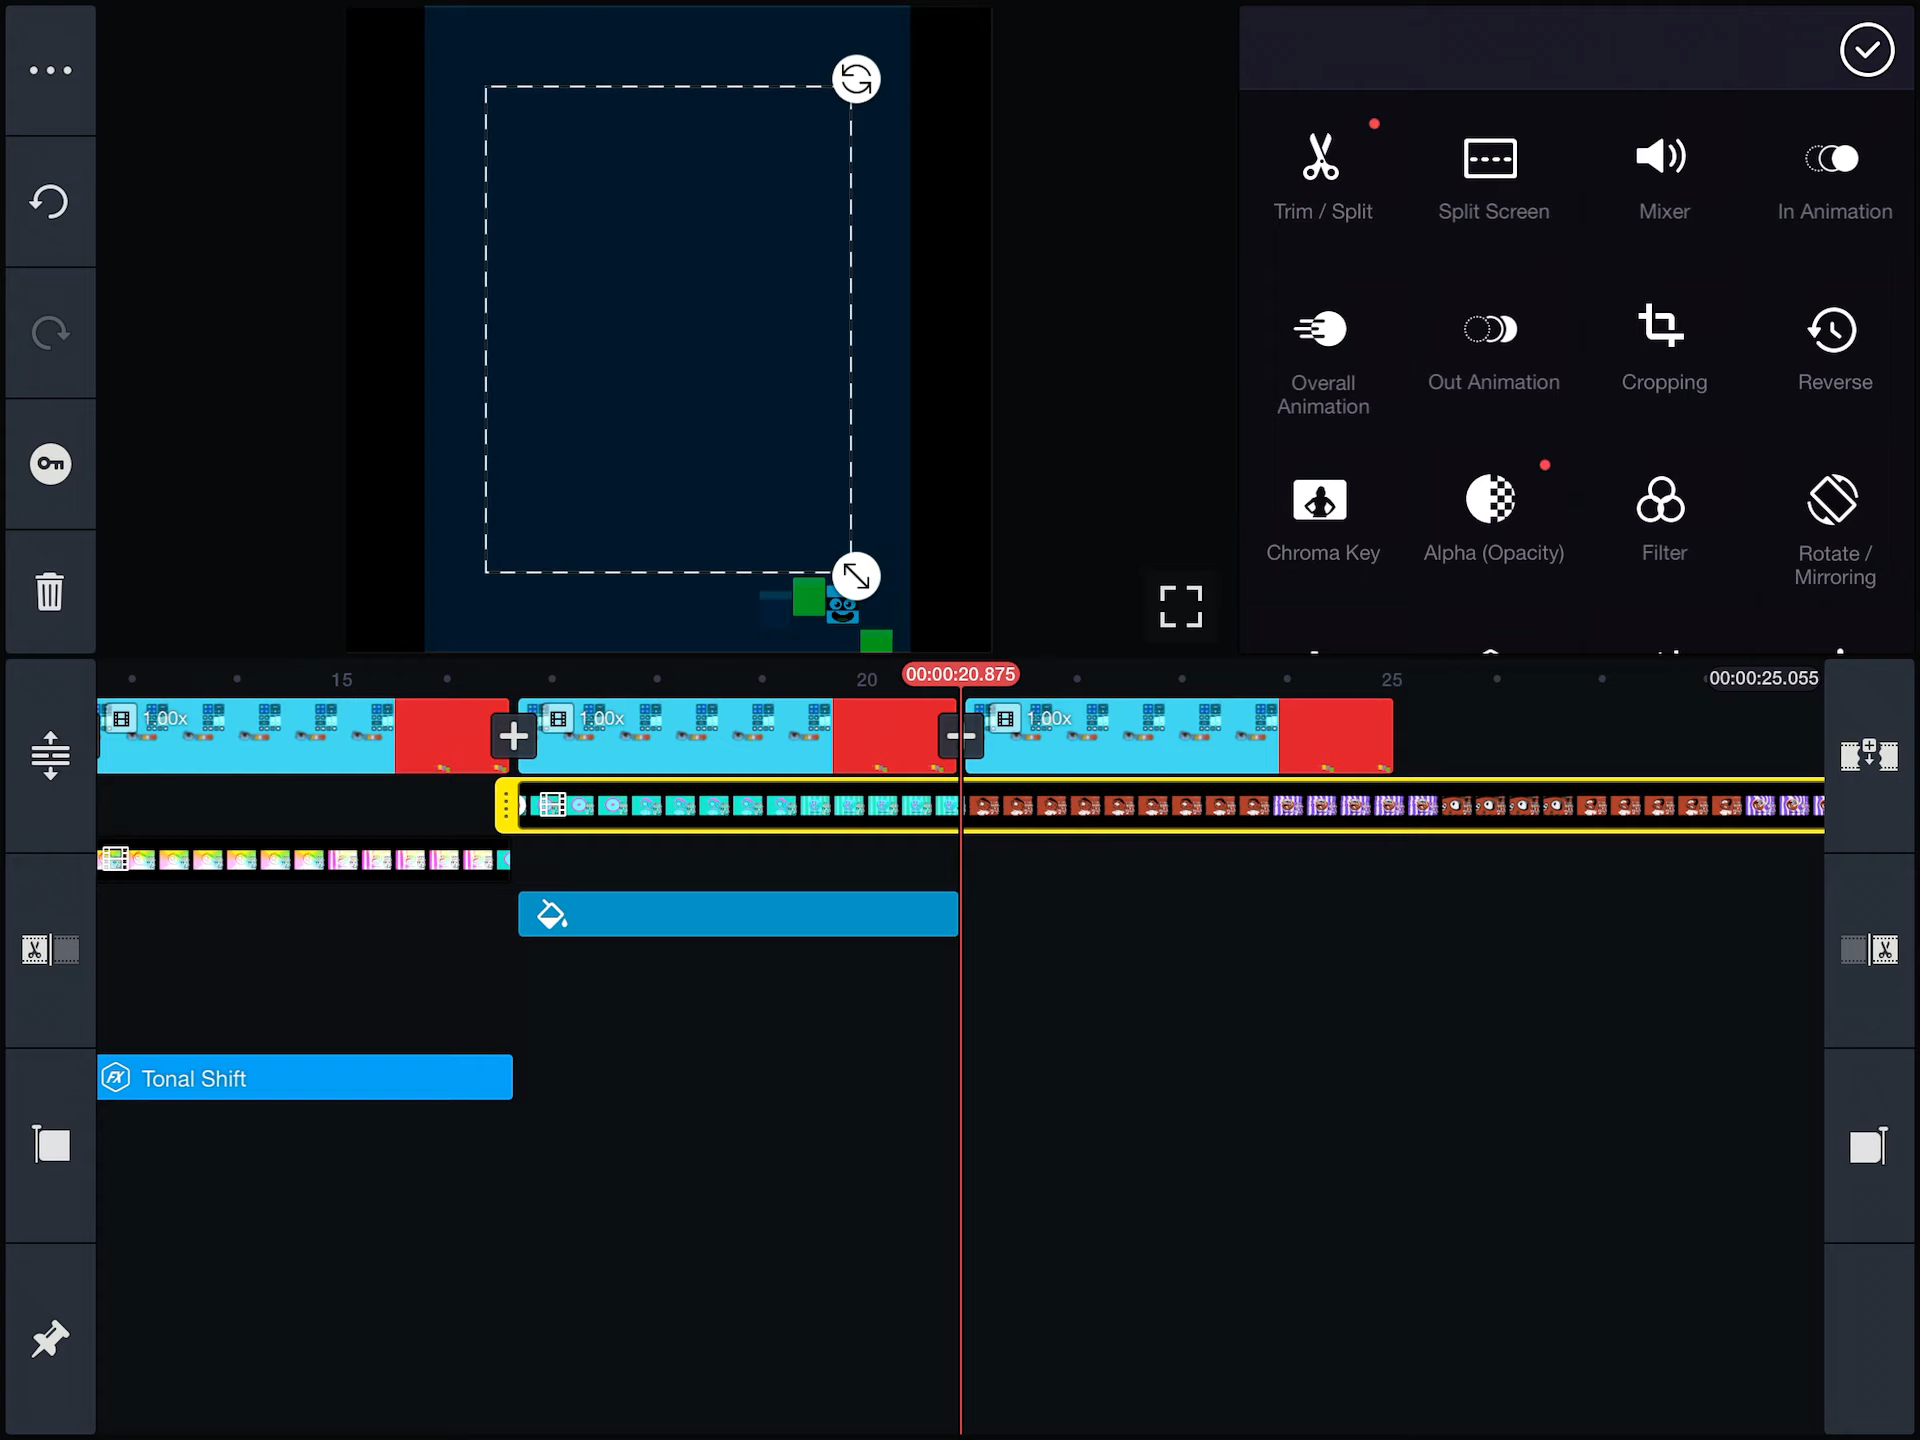 Trim / Split
Split Screen
Mixer
In Animation
Overall
Animation
Out Animation
Cropping
Reverse
Chroma Key
Alpha (Opacity)
Filter
Rotate /
Mirroring
15
20
00:00:20.875
25
00:00:25.055
1.00x
1.00x
1.00x
FX Tonal Shift